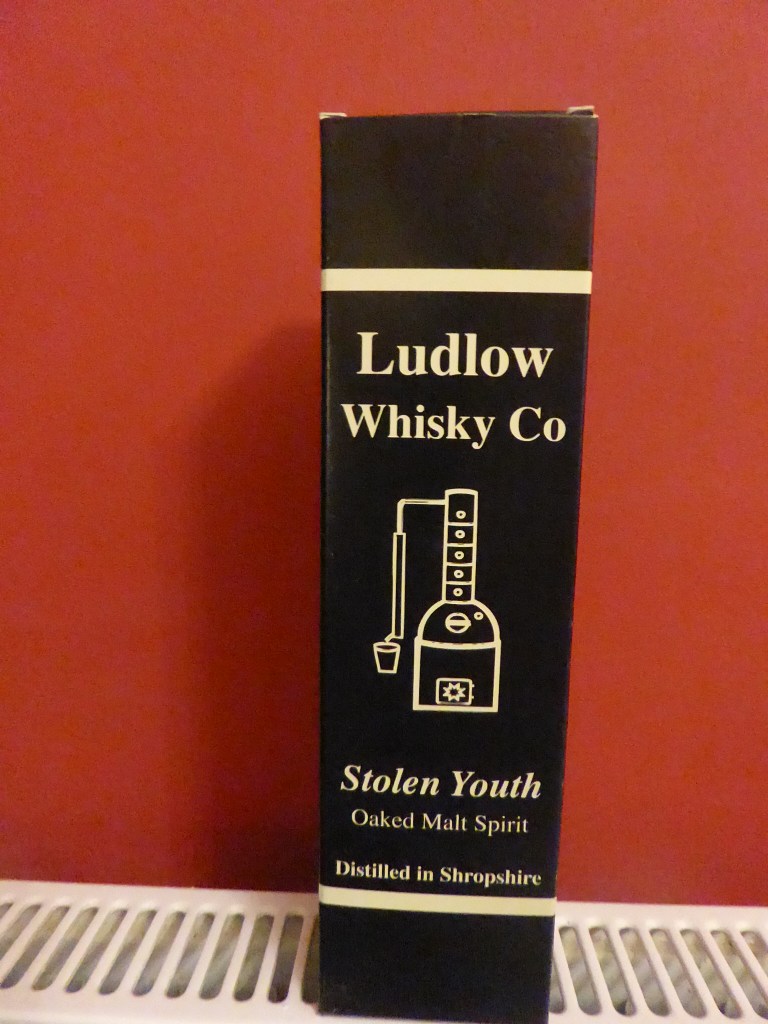 Ludlow
Whisky Co
Stolen Youth
Oaked Malt Spirit
Distilled in Shropshire